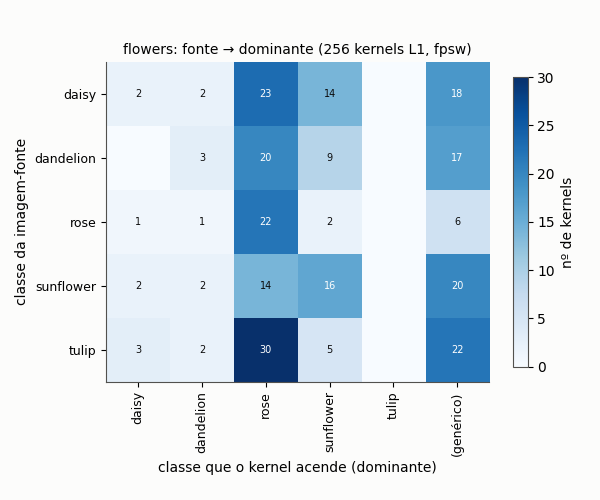 flowers: fonte → dominante (256 kernels L1, fpsw)
classe da imagem-fonte
daisy 2 2 23 14 18
dandelion 3 20 9 17
rose 1 1 22 2 6
sunflower 2 2 14 16 20
tulip 3 2 30 5 22
daisy
dandelion
rose
sunflower
tulip
(genérico)
classe que o kernel acende (dominante)
30
25
20
15
10
5
0
nº de kernels